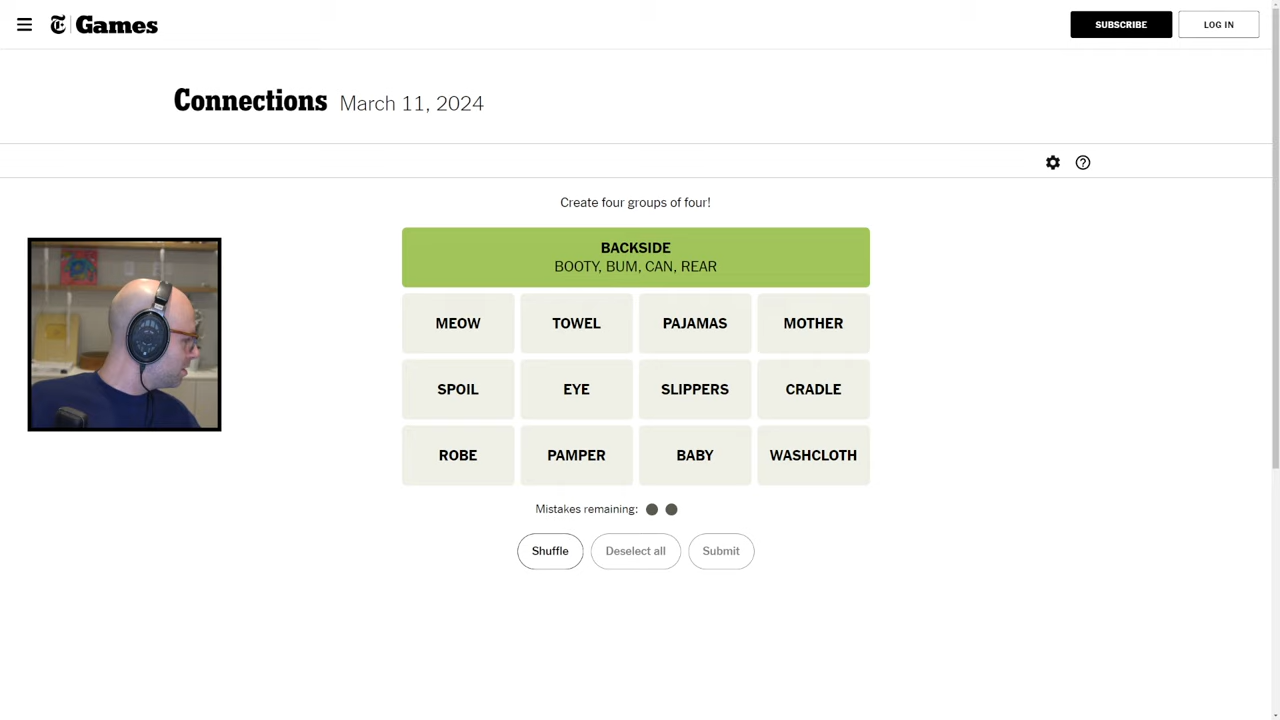 Games
SUBSCRIBE
LOG IN
Connections March 11, 2024
Create four groups of four!
BACKSIDE
BOOTY, BUM, CAN, REAR
MEOW TOWEL PAJAMAS MOTHER
SPOIL EYE SLIPPERS CRADLE
ROBE PAMPER BABY WASHCLOTH
Mistakes remaining:
Shuffle Deselect all Submit